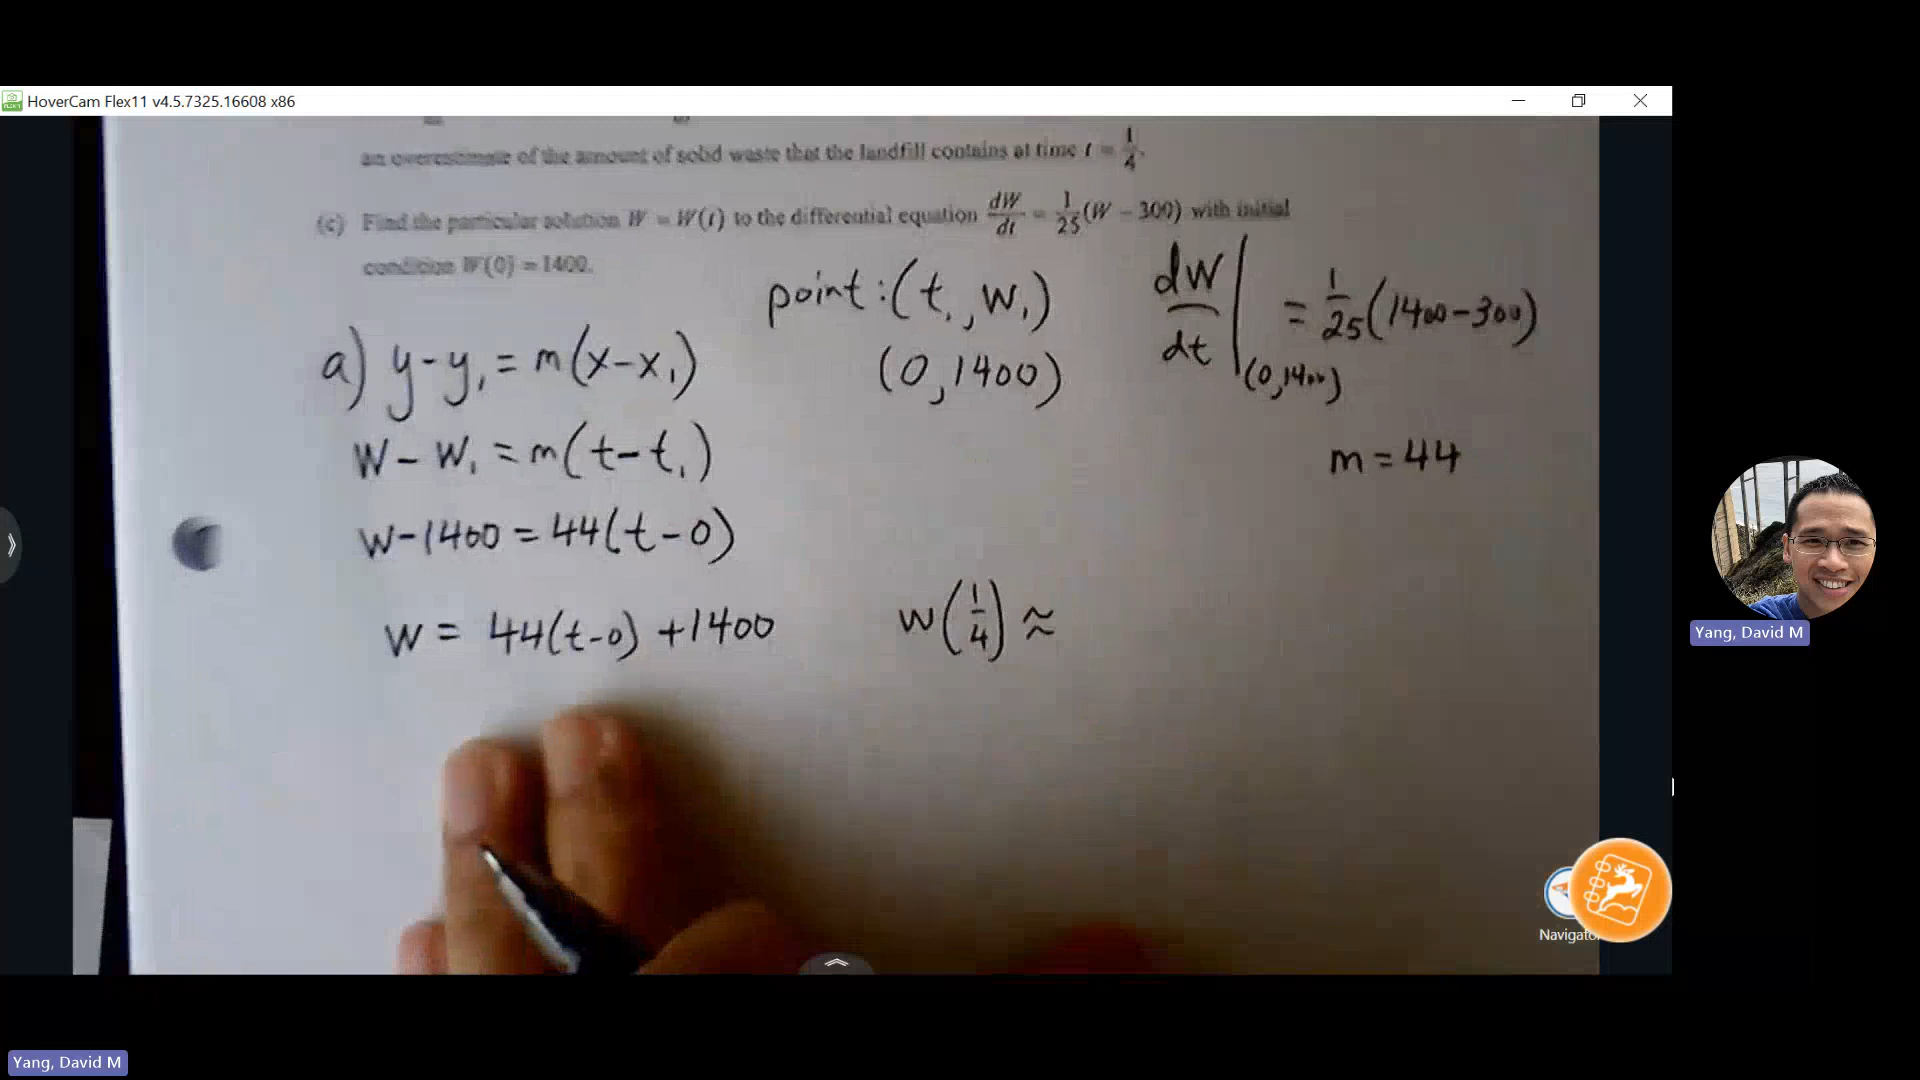 HoverCam Flex11 v4.5.7325.16608 x86
an overestimate of the amount of solid waste that the landfill contains at time t = 1/4.
(c) Find the particular solution W = W(t) to the differential equation dW/dt = 1/25(W − 300) with initial
condition W(0) = 1400.
point: (t₁, W₁)
(0, 1400)
dW/dt |(0,1400) = 1/25(1400−300)
m = 44
a) y−y₁ = m(x−x₁)
W−W₁ = m(t−t₁)
W−1400 = 44(t−0)
W = 44(t−0) +1400
W(1/4) ≈
Yang, David M
Navigato
Yang, David M